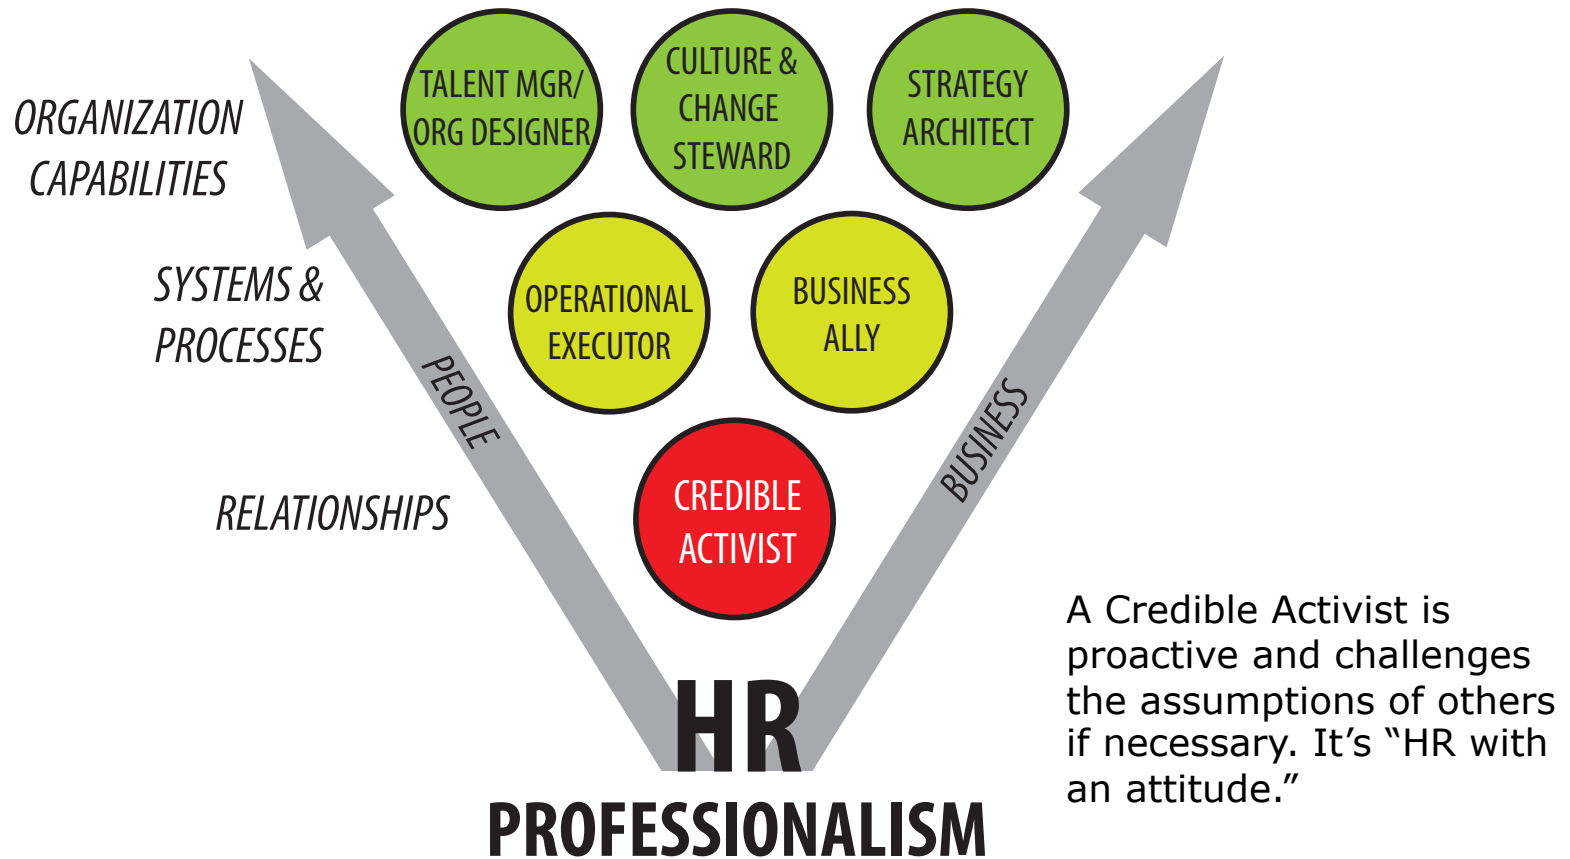 ORGANIZATION
CAPABILITIES
TALENT MGR/
ORG DESIGNER
CULTURE &
CHANGE
STEWARD
STRATEGY
ARCHITECT
SYSTEMS &
PROCESSES
OPERATIONAL
EXECUTOR
BUSINESS
ALLY
PEOPLE
BUSINESS
RELATIONSHIPS
CREDIBLE
ACTIVIST
HR
PROFESSIONALISM
A Credible Activist is
proactive and challenges
the assumptions of others
if necessary. It’s “HR with
an attitude.”